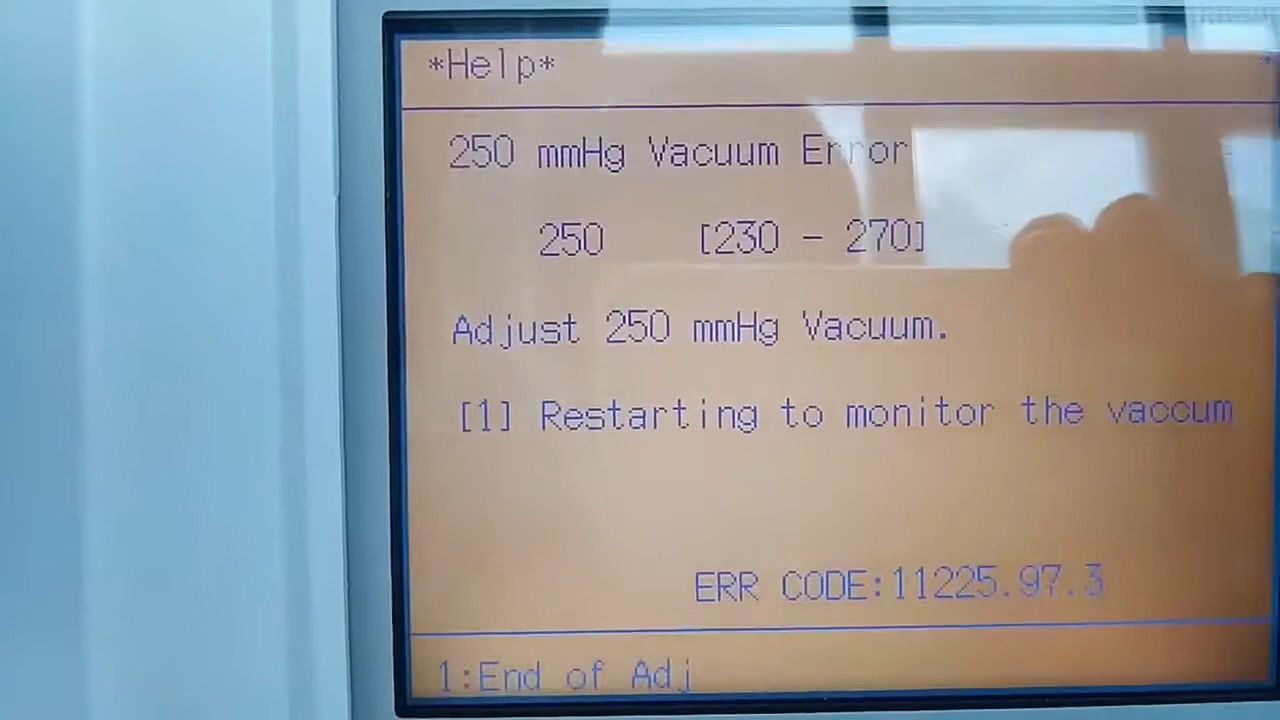 *Help*
250 mmHg Vacuum Error
250 [230 - 270]
Adjust 250 mmHg Vacuum.
[1] Restarting to monitor the vaccum
ERR CODE:11225.97.3
1:End of Adj